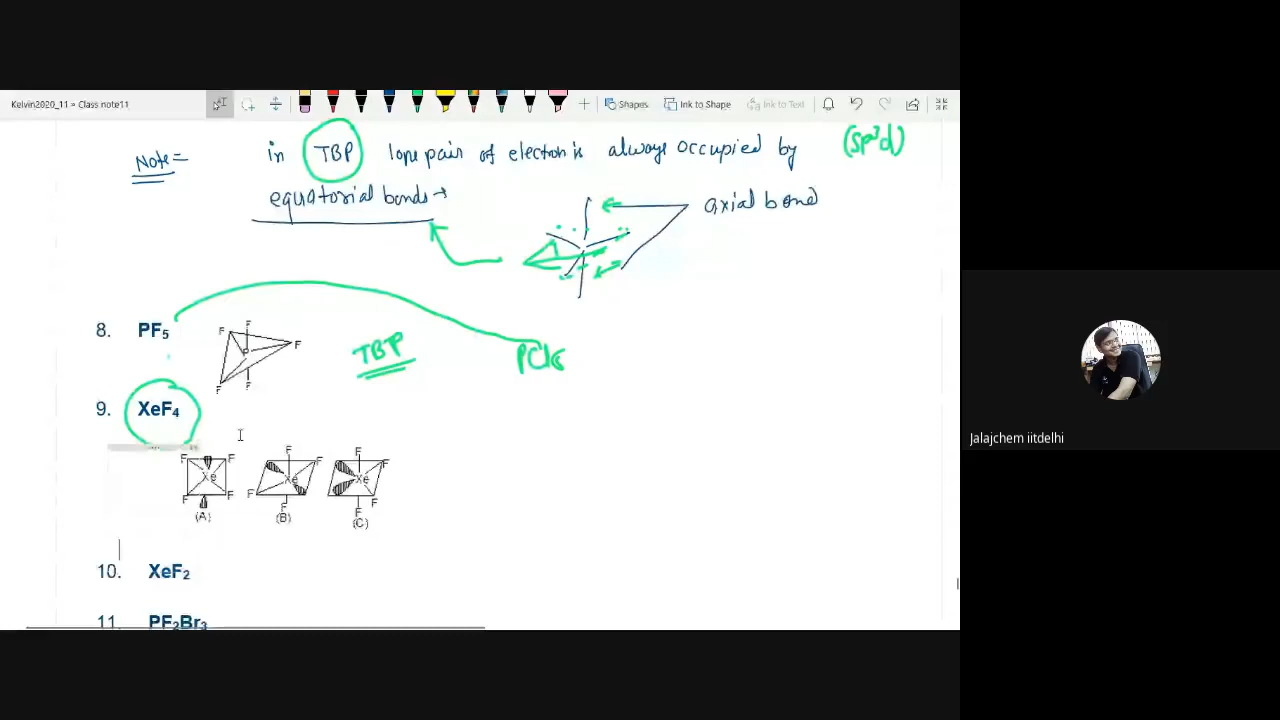 Kelvin2020_11 > Class note11
Shapes
Ink to Shape
Ink to Text
Note =
in TBP lone pair of electron is always occupied by
(sp3d)
equatorial bonds →
axial bond
8. PF5
F F F P F F
TBP
PCl5
9. XeF4
F F Xe F F
(A)
F F Xe F F
(B)
F F Xe F F
(C)
10. XeF2
11. PF2Br3
Jalajchem iitdelhi